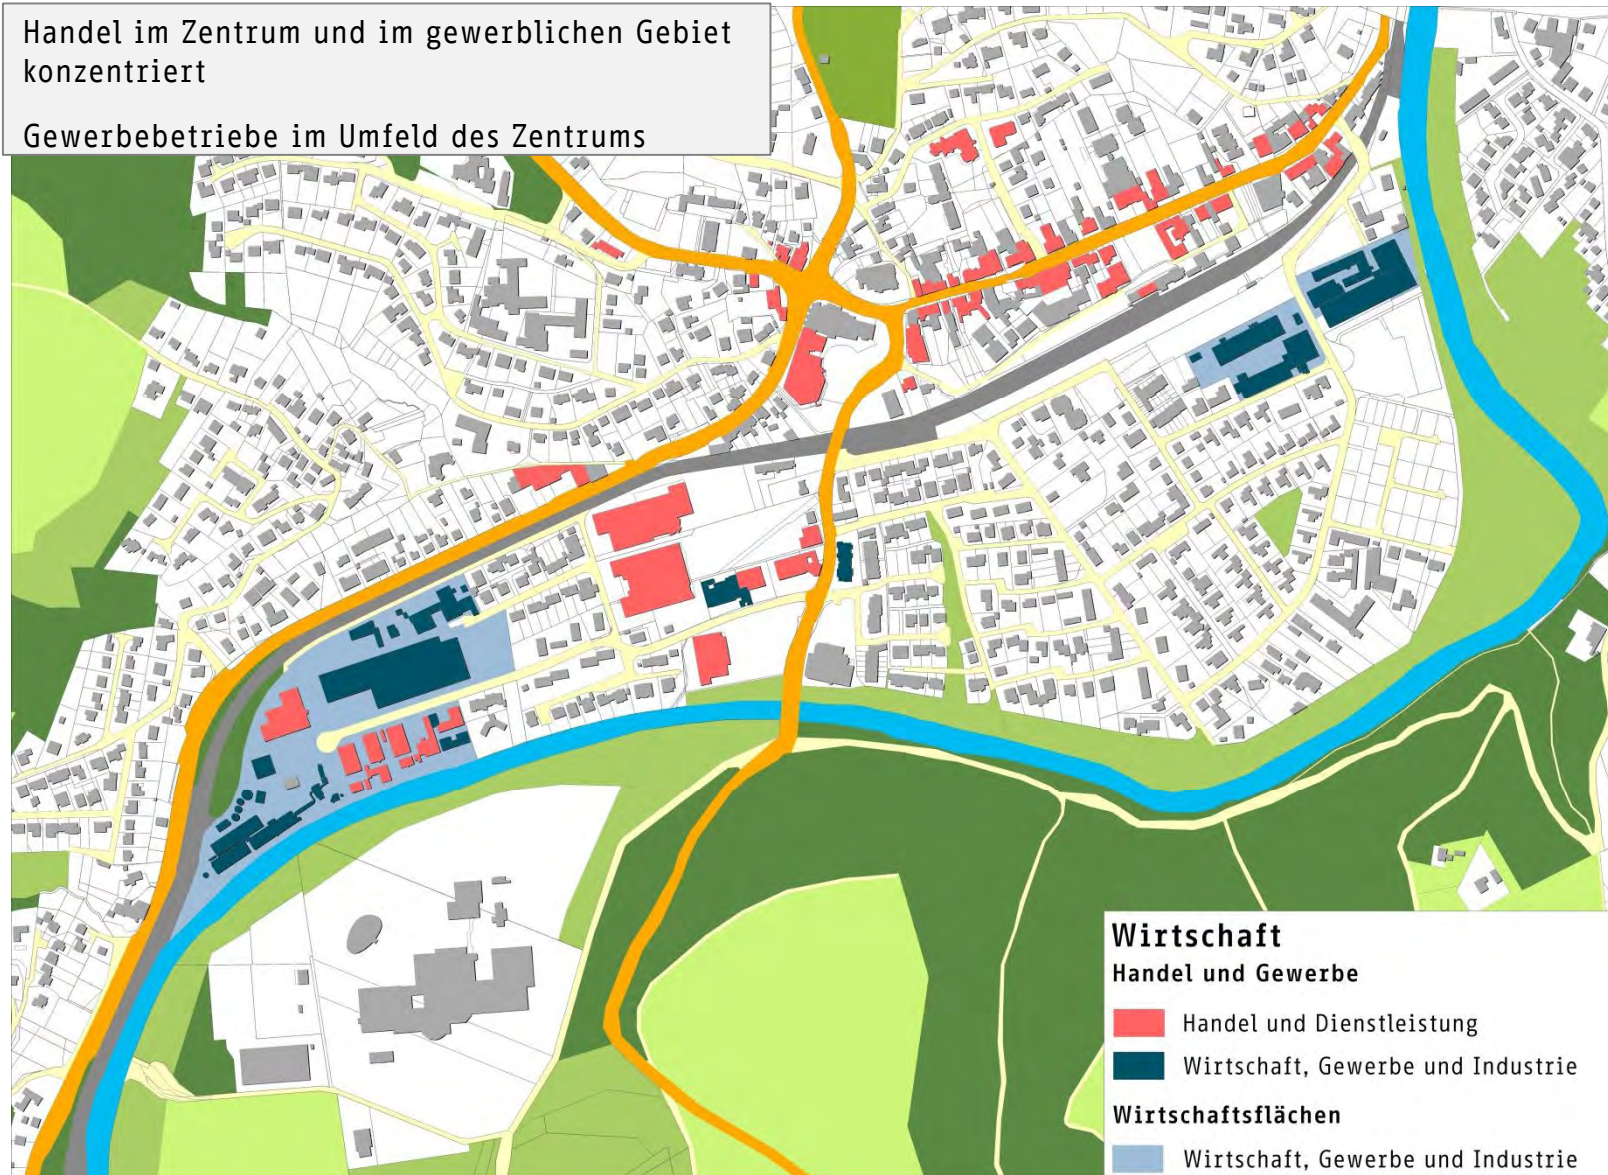 Handel im Zentrum und im gewerblichen Gebiet
konzentriert
Gewerbebetriebe im Umfeld des Zentrums
Wirtschaft
Handel und Gewerbe
Handel und Dienstleistung
Wirtschaft, Gewerbe und Industrie
Wirtschaftsflächen
Wirtschaft, Gewerbe und Industrie